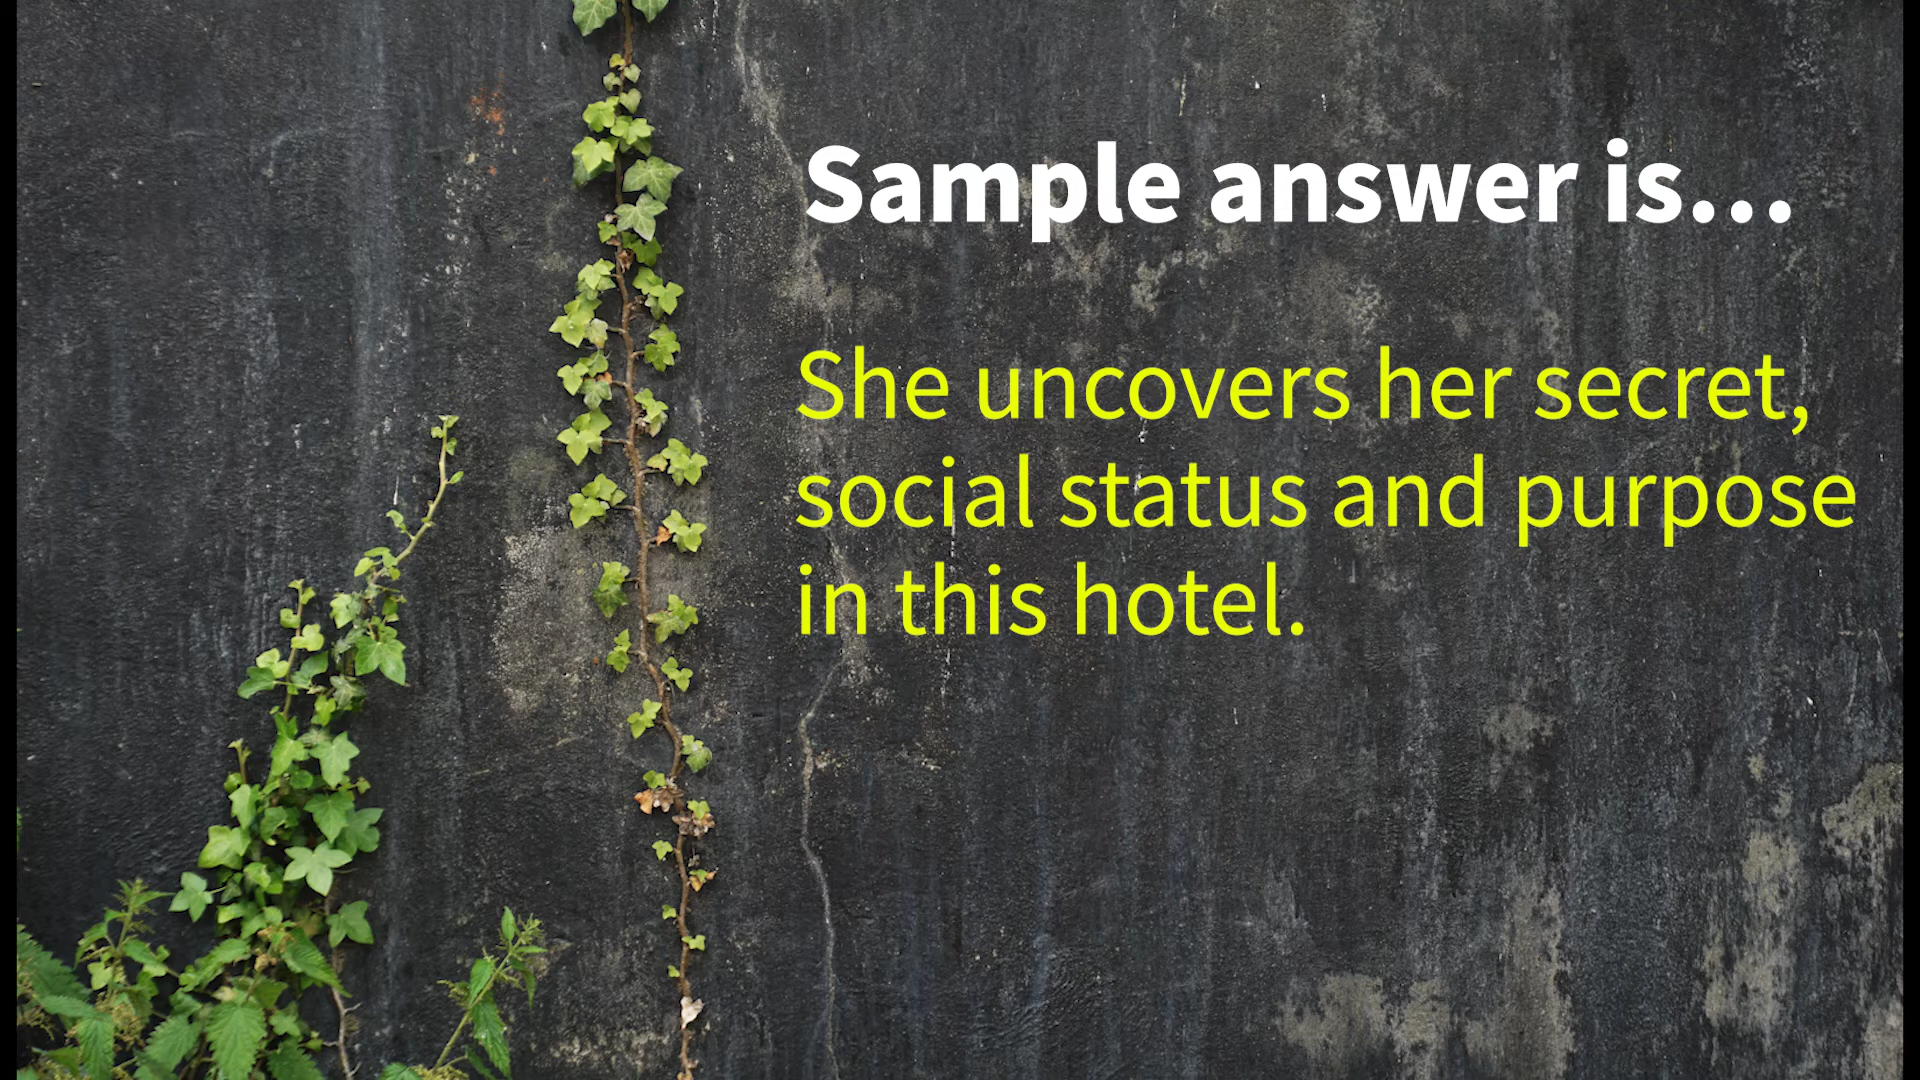 Sample answer is...
She uncovers her secret,
social status and purpose
in this hotel.